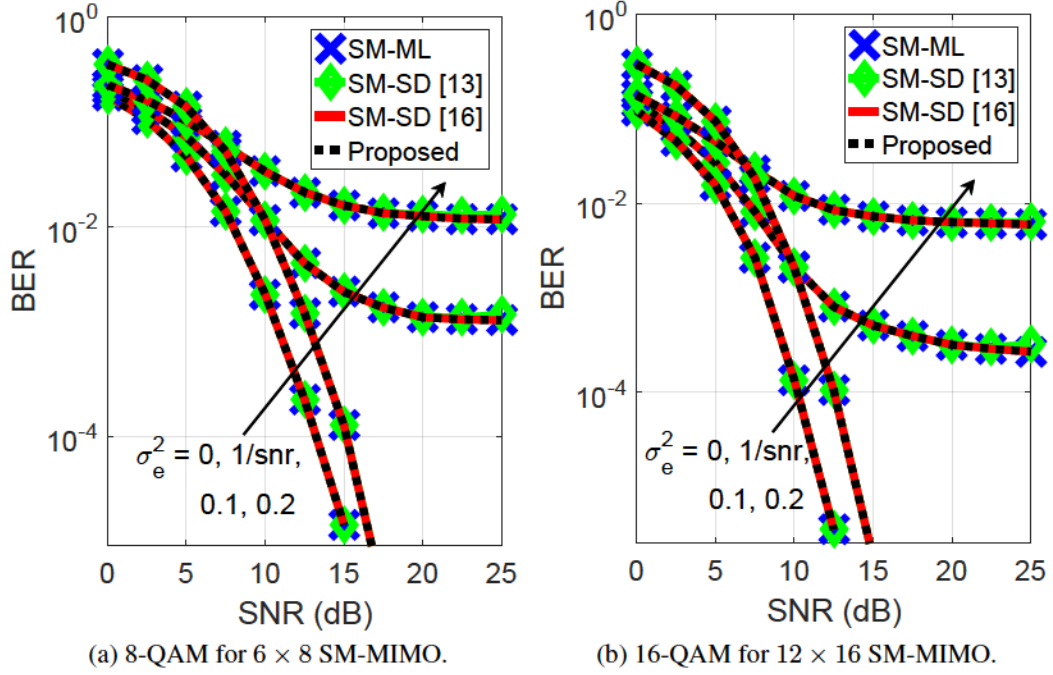 10^0
10^-2
10^-4
BER
SM-ML
SM-SD [13]
SM-SD [16]
Proposed
σ_e^2 = 0, 1/snr,
0.1, 0.2
0 5 10 15 20 25
SNR (dB)
(a) 8-QAM for 6 × 8 SM-MIMO.
10^0
10^-2
10^-4
BER
SM-ML
SM-SD [13]
SM-SD [16]
Proposed
σ_e^2 = 0, 1/snr,
0.1, 0.2
0 5 10 15 20 25
SNR (dB)
(b) 16-QAM for 12 × 16 SM-MIMO.